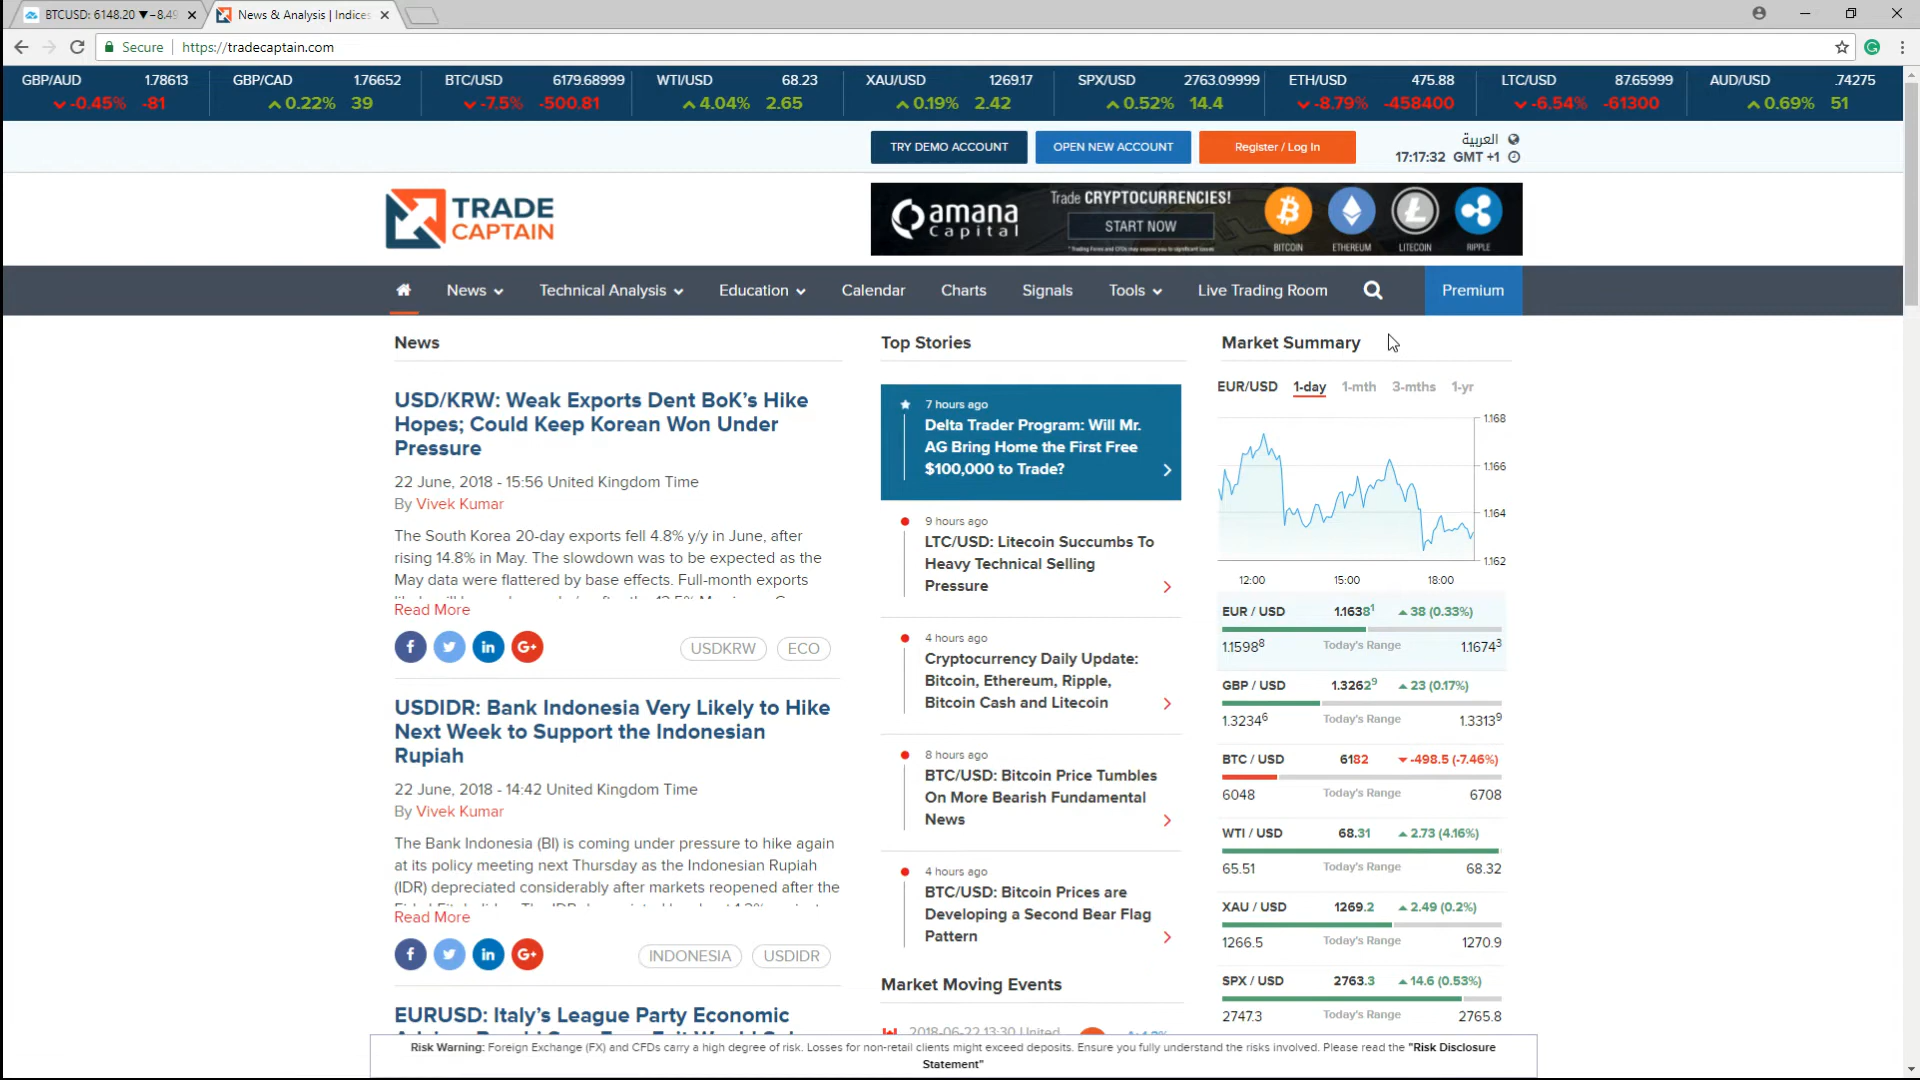 BTCUSD: 6148.20 ▼−8.49
News & Analysis | Indices
Secure | https://tradecaptain.com
GBP/AUD 1.78613
-0.45% -81
GBP/CAD 1.76652
0.22% 39
BTC/USD 6179.68999
-7.5% -500.81
WTI/USD 68.23
4.04% 2.65
XAU/USD 1269.17
0.19% 2.42
SPX/USD 2763.09999
0.52% 14.4
ETH/USD 475.88
-8.79% -458400
LTC/USD 87.65999
-6.54% -61300
AUD/USD .74275
0.69% 51
TRY DEMO ACCOUNT
OPEN NEW ACCOUNT
Register / Log In
العربية
17:17:32 GMT +1
TRADE
CAPTAIN
amana
capital
Trade CRYPTOCURRENCIES!
START NOW
* Trading Forex and CFDs may expose you to significant losses
BITCOIN
ETHEREUM
LITECOIN
RIPPLE
News
Technical Analysis
Education
Calendar
Charts
Signals
Tools
Live Trading Room
Premium
News
USD/KRW: Weak Exports Dent BoK's Hike
Hopes; Could Keep Korean Won Under
Pressure
22 June, 2018 - 15:56 United Kingdom Time
By Vivek Kumar
The South Korea 20-day exports fell 4.8% y/y in June, after
rising 14.8% in May. The slowdown was to be expected as the
May data were flattered by base effects. Full-month exports
Read More
f
in
G+
USDKRW
ECO
USDIDR: Bank Indonesia Very Likely to Hike
Next Week to Support the Indonesian
Rupiah
22 June, 2018 - 14:42 United Kingdom Time
By Vivek Kumar
The Bank Indonesia (BI) is coming under pressure to hike again
at its policy meeting next Thursday as the Indonesian Rupiah
(IDR) depreciated considerably after markets reopened after the
Read More
f
in
G+
INDONESIA
USDIDR
EURUSD: Italy's League Party Economic
Top Stories
7 hours ago
Delta Trader Program: Will Mr.
AG Bring Home the First Free
$100,000 to Trade?
9 hours ago
LTC/USD: Litecoin Succumbs To
Heavy Technical Selling
Pressure
4 hours ago
Cryptocurrency Daily Update:
Bitcoin, Ethereum, Ripple,
Bitcoin Cash and Litecoin
8 hours ago
BTC/USD: Bitcoin Price Tumbles
On More Bearish Fundamental
News
4 hours ago
BTC/USD: Bitcoin Prices are
Developing a Second Bear Flag
Pattern
Market Moving Events
2018-06-22 13:30 United
Market Summary
EUR/USD 1-day 1-mth 3-mths 1-yr
1.168
1.166
1.164
1.162
12:00 15:00 18:00
EUR / USD 1.1638¹ 38 (0.33%)
1.1598⁸ Today's Range 1.1674³
GBP / USD 1.3262⁹ 23 (0.17%)
1.3234⁶ Today's Range 1.3313⁹
BTC / USD 6182 -498.5 (-7.46%)
6048 Today's Range 6708
WTI / USD 68.31 2.73 (4.16%)
65.51 Today's Range 68.32
XAU / USD 1269.2 2.49 (0.2%)
1266.5 Today's Range 1270.9
SPX / USD 2763.3 14.6 (0.53%)
2747.3 Today's Range 2765.8
Risk Warning: Foreign Exchange (FX) and CFDs carry a high degree of risk. Losses for non-retail clients might exceed deposits. Ensure you fully understand the risks involved. Please read the "Risk Disclosure
Statement"